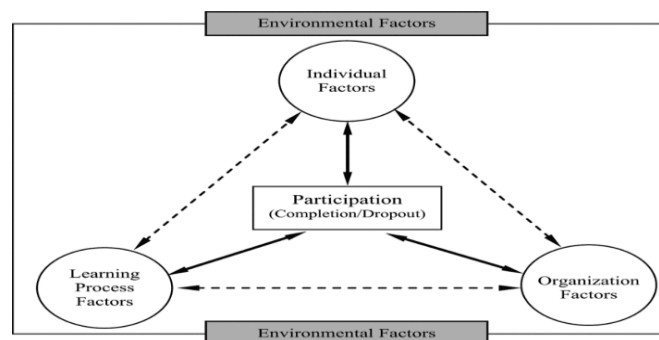 Environmental Factors
Individual
Factors
Participation
(Completion/Dropout)
Learning
Process
Factors
Organization
Factors
Environmental Factors